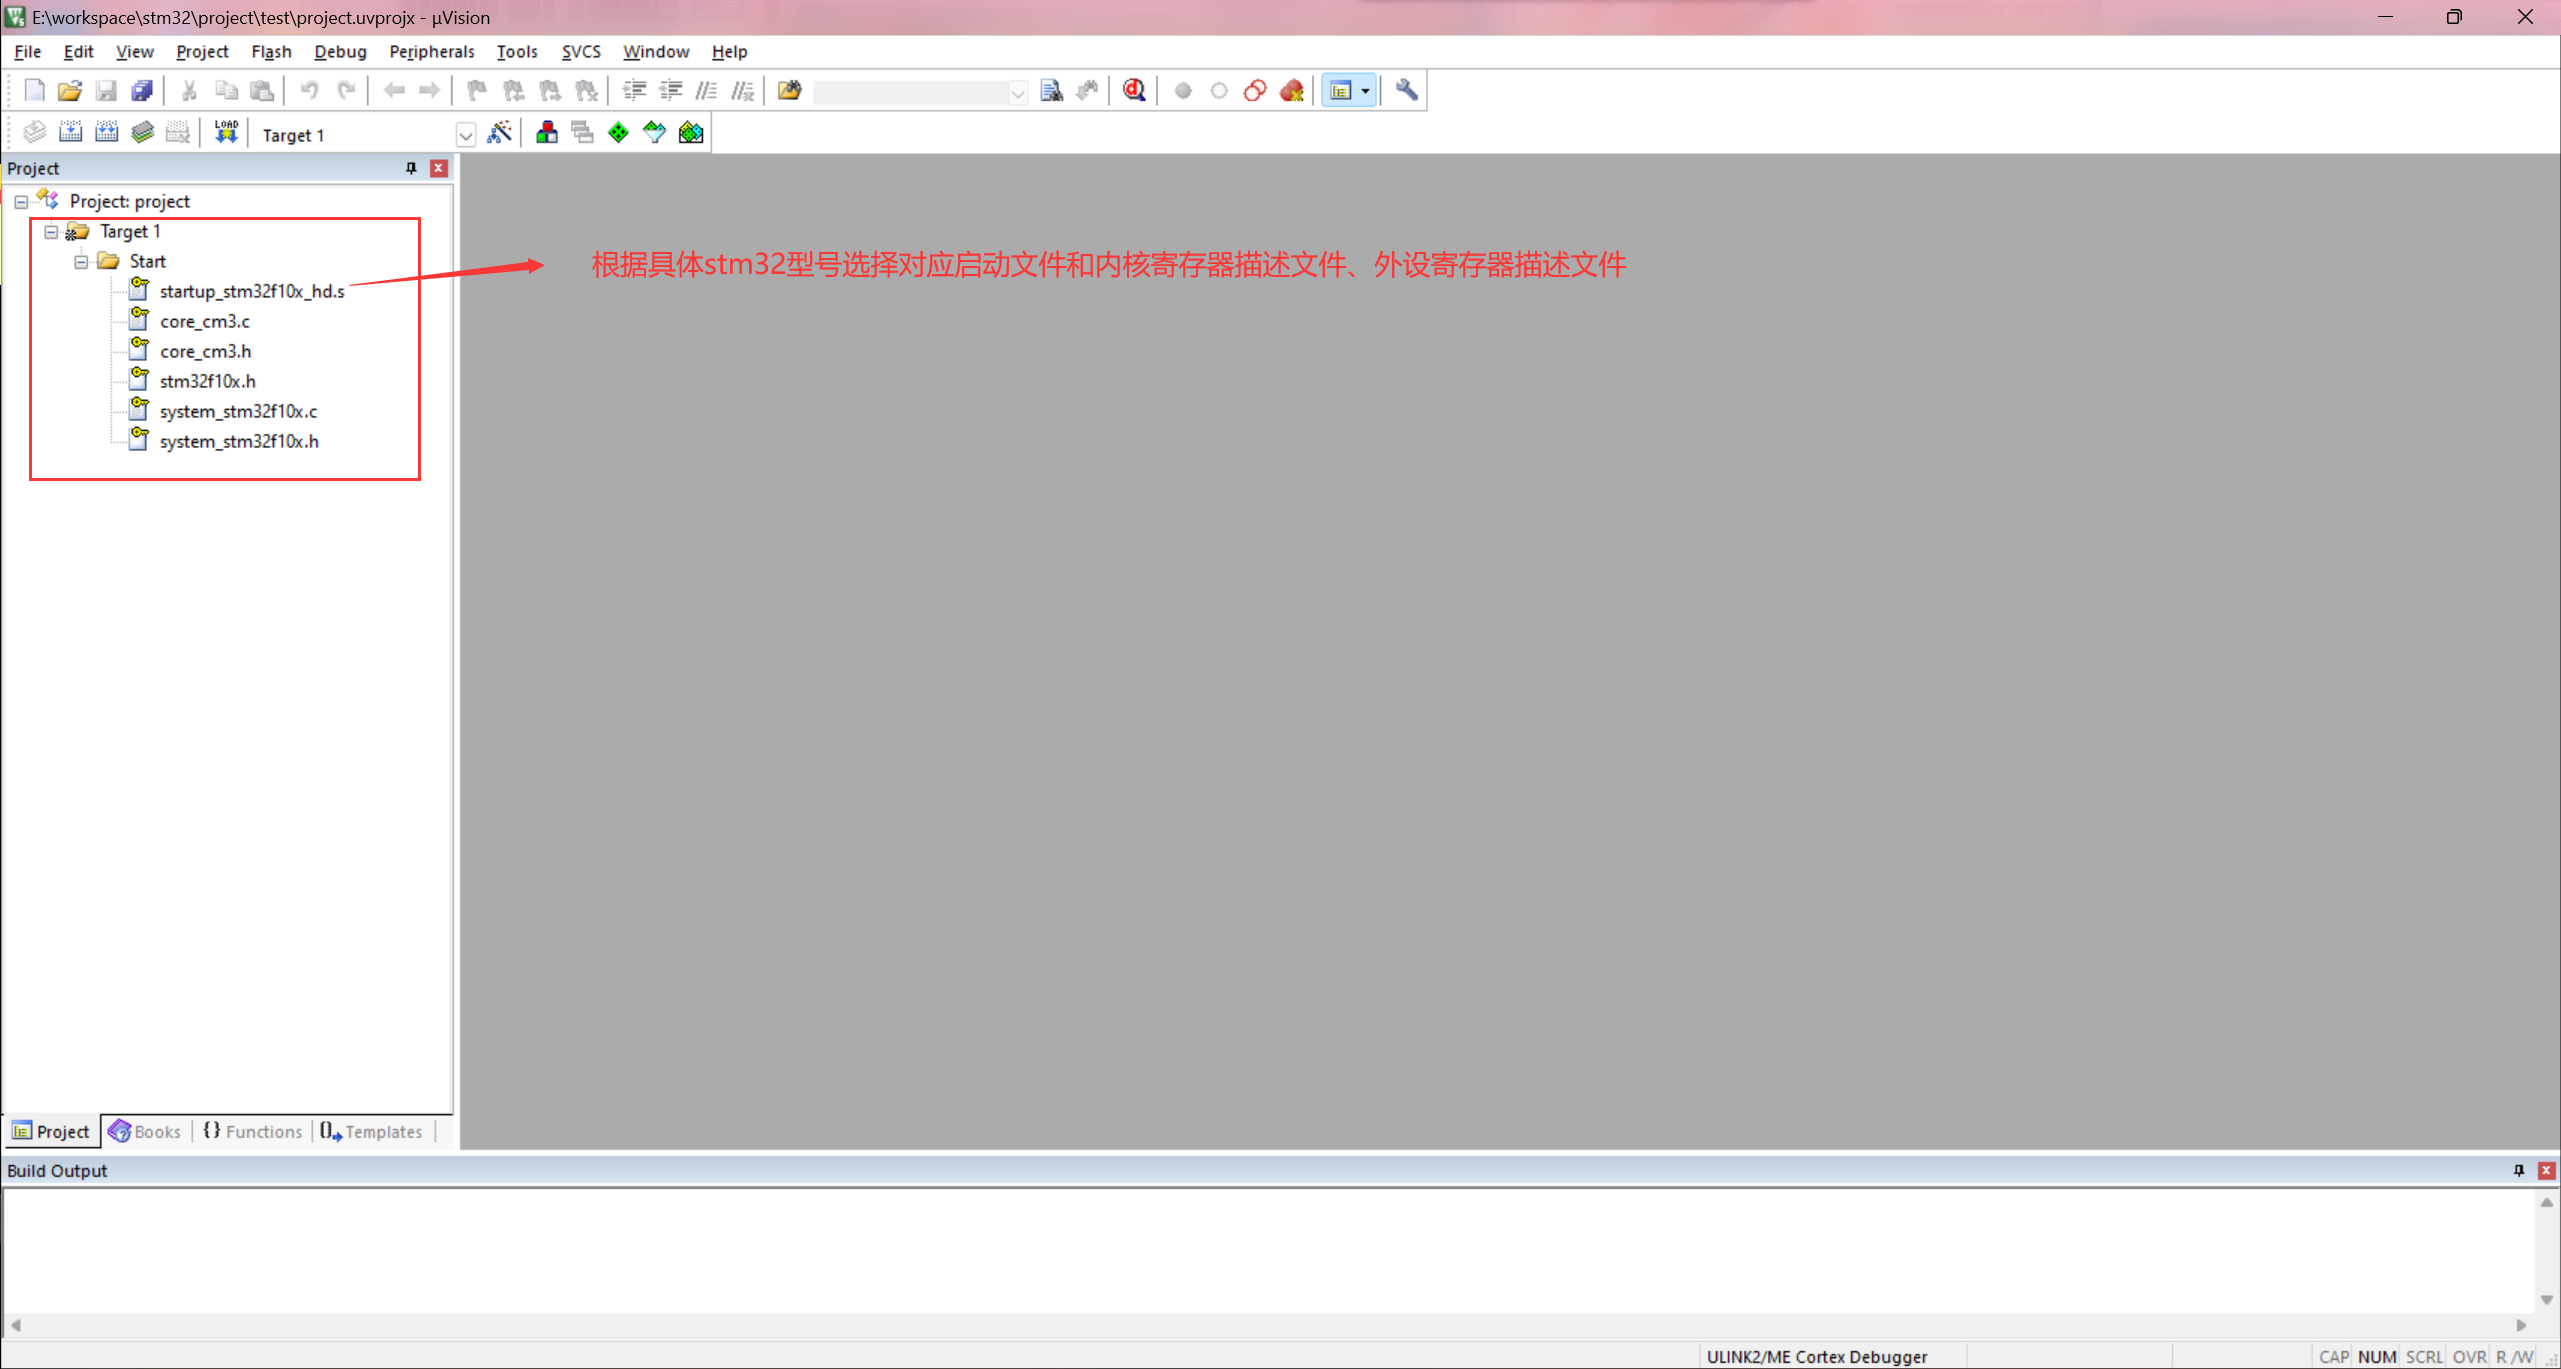 E:\workspace\stm32\project\test\project.uvprojx - µVision
File Edit View Project Flash Debug Peripherals Tools SVCS Window Help
LOAD
Target 1
Project
Project: project
Target 1
Start
startup_stm32f10x_hd.s
core_cm3.c
core_cm3.h
stm32f10x.h
system_stm32f10x.c
system_stm32f10x.h
根据具体stm32型号选择对应启动文件和内核寄存器描述文件、外设寄存器描述文件
Project Books {} Functions Templates
Build Output
ULINK2/ME Cortex Debugger CAP NUM SCRL OVR R /W